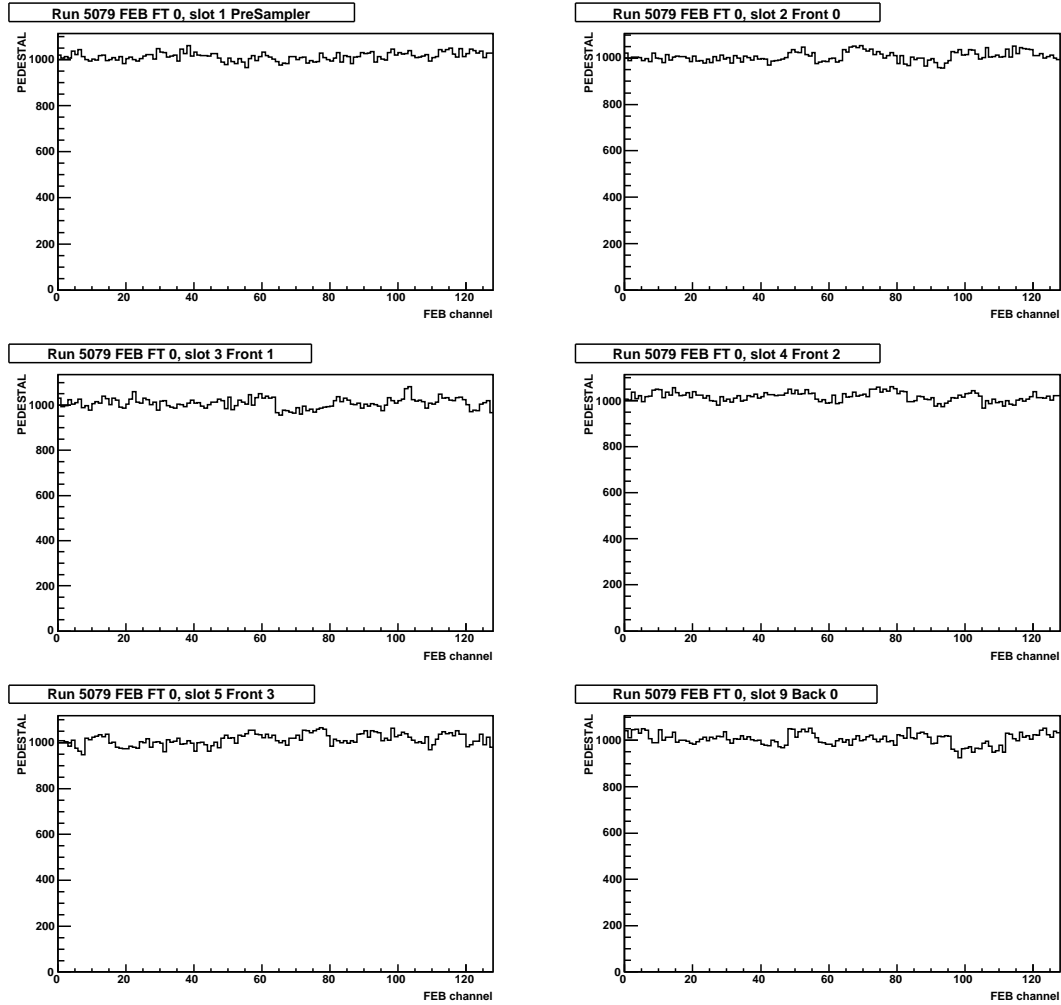 Run 5079 FEB FT 0, slot 1 PreSampler
PEDESTAL
1000
800
600
400
200
0
0 20 40 60 80 100 120
FEB channel
Run 5079 FEB FT 0, slot 2 Front 0
PEDESTAL
1000
800
600
400
200
0
0 20 40 60 80 100 120
FEB channel
Run 5079 FEB FT 0, slot 3 Front 1
PEDESTAL
1000
800
600
400
200
0
0 20 40 60 80 100 120
FEB channel
Run 5079 FEB FT 0, slot 4 Front 2
PEDESTAL
1000
800
600
400
200
0
0 20 40 60 80 100 120
FEB channel
Run 5079 FEB FT 0, slot 5 Front 3
PEDESTAL
1000
800
600
400
200
0
0 20 40 60 80 100 120
FEB channel
Run 5079 FEB FT 0, slot 9 Back 0
PEDESTAL
1000
800
600
400
200
0
0 20 40 60 80 100 120
FEB channel